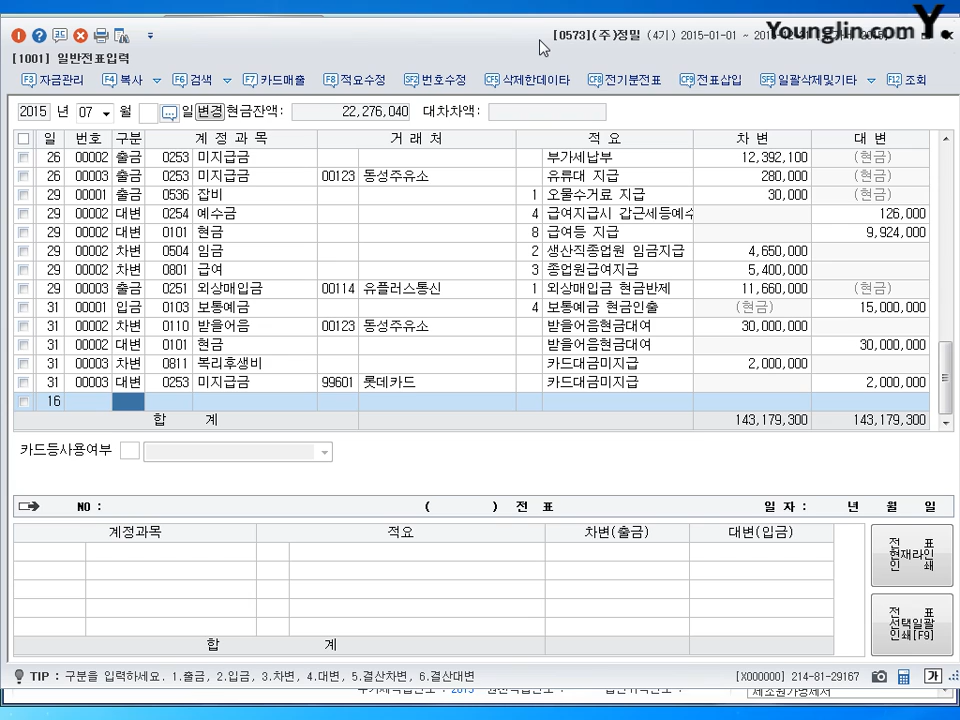 [0573](주)정밀 (4기) 2015-01-01 ~ 2015-12-31
Younglin.com Y.
[1001] 일반전표입력
F3 자금관리 F4 복사 F6 검색 F7 카드매출 F8 적요수정 SF2 번호수정 CF5 삭제한데이타 CF8 전기분전표 CF9 전표삽입 SF5 일괄삭제및기타 F12 조회
2015 년 07 월 일 변경 현금잔액: 22,276,040 대차차액:
일 번호 구분 계 정 과 목 거 래 처 적 요 차 변 대 변
26 00002 출금 0253 미지급금 부가세납부 12,392,100 (현금)
26 00003 출금 0253 미지급금 00123 동성주유소 유류대 지급 280,000 (현금)
29 00001 출금 0536 잡비 1 오물수거료 지급 30,000 (현금)
29 00002 대변 0254 예수금 4 급여지급시 갑근세등예수 126,000
29 00002 대변 0101 현금 8 급여등 지급 9,924,000
29 00002 차변 0504 임금 2 생산직종업원 임금지급 4,650,000
29 00002 차변 0801 급여 3 종업원급여지급 5,400,000
29 00003 출금 0251 외상매입금 00114 유플러스통신 1 외상매입금 현금반제 11,660,000 (현금)
31 00001 입금 0103 보통예금 4 보통예금 현금인출 (현금) 15,000,000
31 00002 차변 0110 받을어음 00123 동성주유소 받을어음현금대여 30,000,000
31 00002 대변 0101 현금 받을어음현금대여 30,000,000
31 00003 차변 0811 복리후생비 카드대금미지급 2,000,000
31 00003 대변 0253 미지급금 99601 롯데카드 카드대금미지급 2,000,000
16
합 계 143,179,300 143,179,300
카드등사용여부
NO : ( ) 전 표 일 자 : 년 월 일
계정과목 적요 차변(출금) 대변(입금)
합 계
전 표
현재라인
인 쇄
전 표
선택일괄
인쇄[F9]
TIP : 구분을 입력하세요. 1.출금, 2.입금, 3.차변, 4.대변, 5.결산차변, 6.결산대변 [X000000] 214-81-29167 가
제조원가명세서